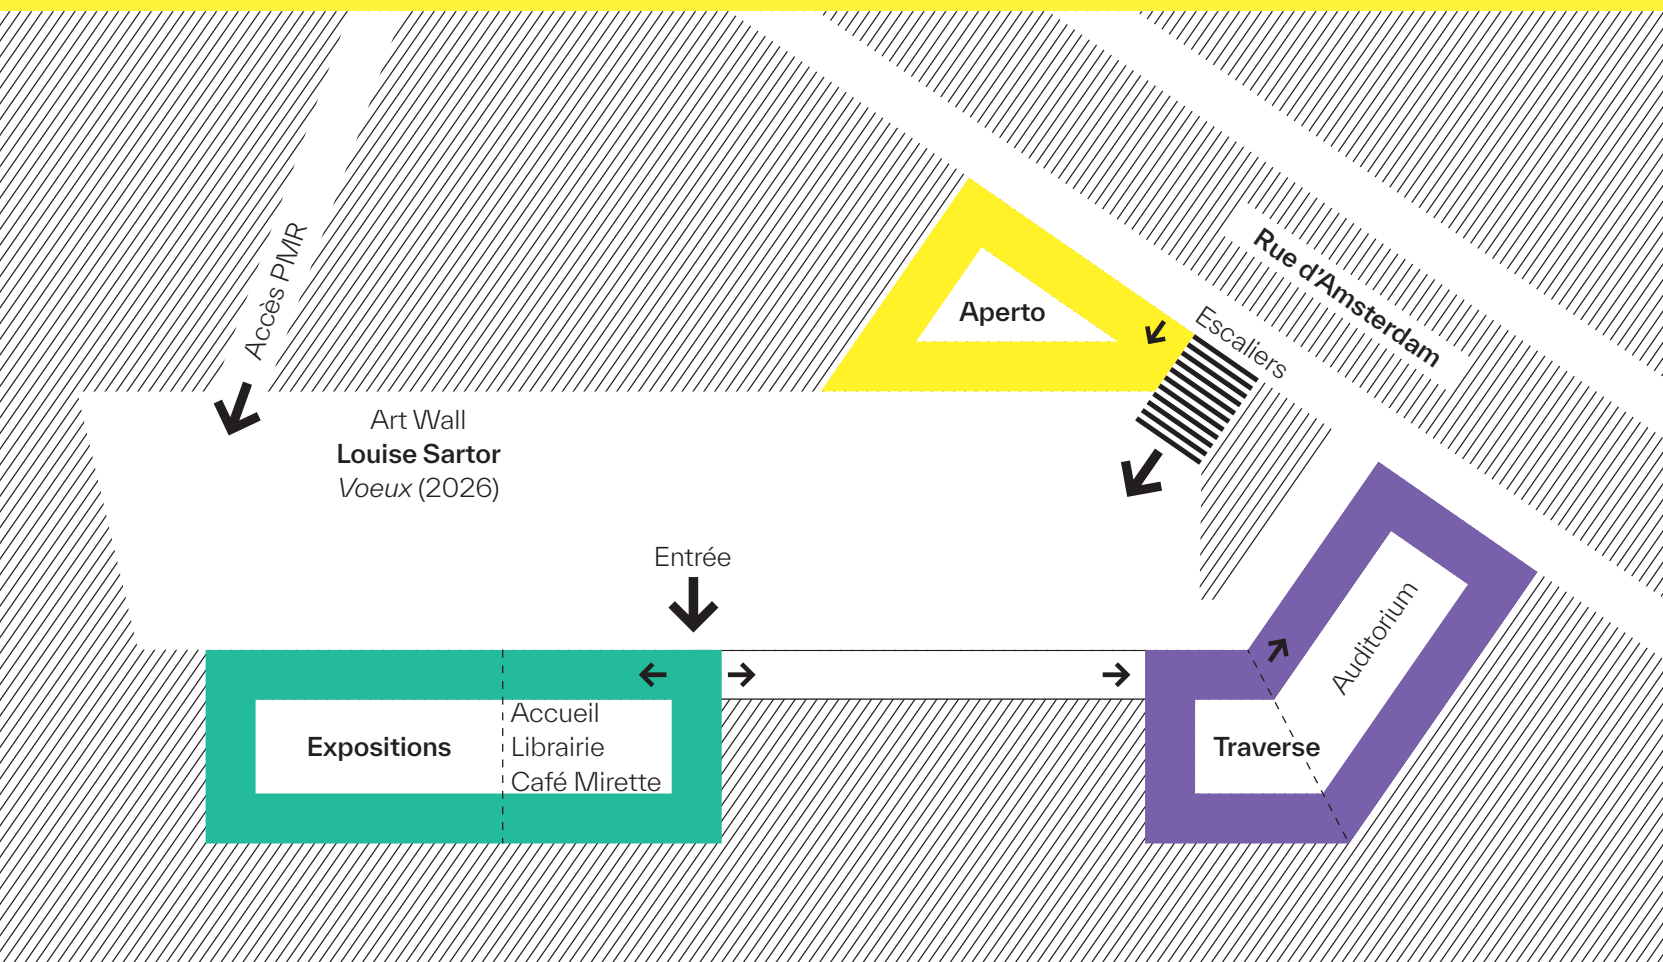 Rue d'Amsterdam
Accès PMR
Aperto
Escaliers
Art Wall
Louise Sartor
Voeux (2026)
Entrée
Auditorium
Accueil
Librairie
Café Mirette
Expositions
Traverse